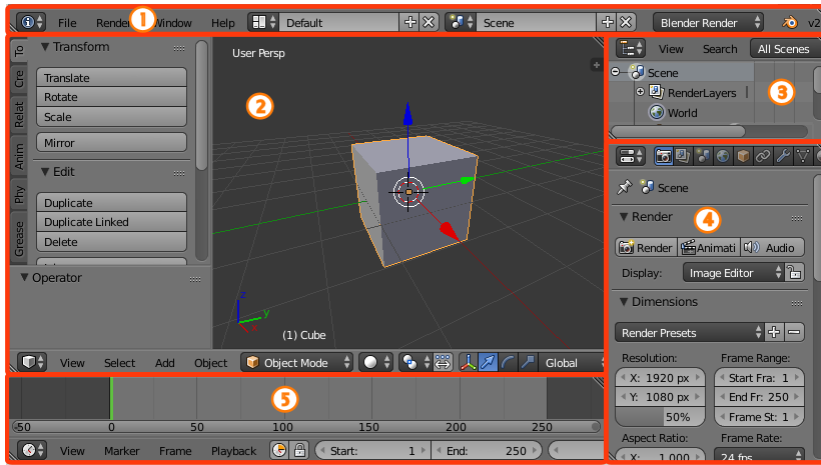 File Render Window Help Default Scene Blender Render v2
1
To
Cre
Relat
Anim
Phy
Grease
Transform
Translate
Rotate
Scale
Mirror
Edit
Duplicate
Duplicate Linked
Delete
Operator
User Persp
2
z
y
x
(1) Cube
View Select Add Object Object Mode Global
View Search All Scenes
Scene
RenderLayers
World
3
Scene
Render
4
Render Animati Audio
Display: Image Editor
Dimensions
Render Presets
Resolution: Frame Range:
X: 1920 px Start Fra: 1
Y: 1080 px End Fr: 250
50% Frame St: 1
Aspect Ratio: Frame Rate:
X: 1.000 24 fps
5
-50 0 50 100 150 200 250
View Marker Frame Playback Start: 1 End: 250